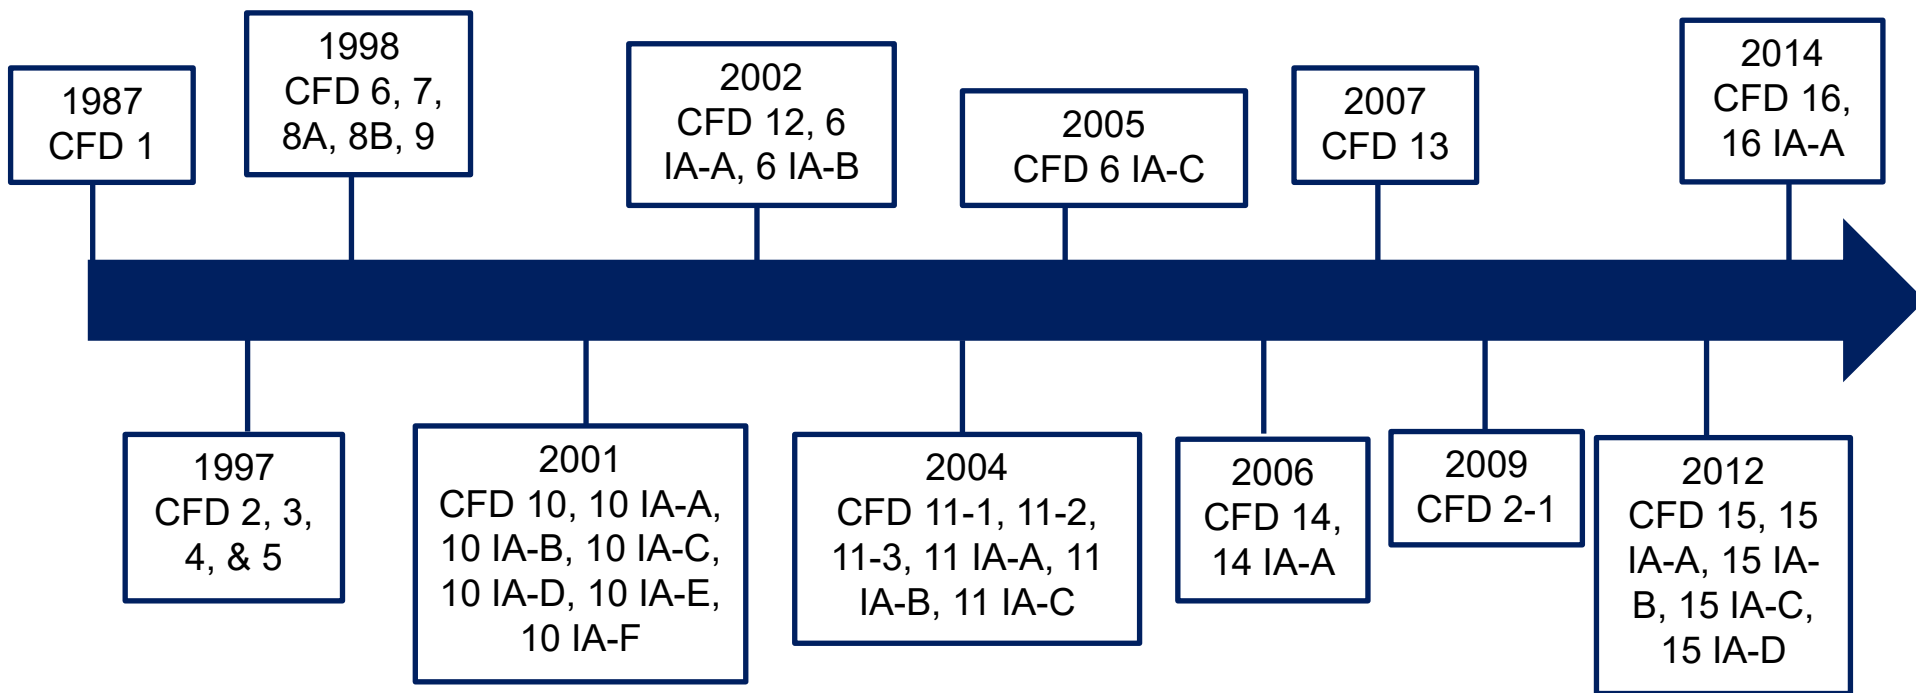 1987
CFD 1
1998
CFD 6, 7,
8A, 8B, 9
2002
CFD 12, 6
IA-A, 6 IA-B
2005
CFD 6 IA-C
2007
CFD 13
2014
CFD 16,
16 IA-A
1997
CFD 2, 3,
4, & 5
2001
CFD 10, 10 IA-A,
10 IA-B, 10 IA-C,
10 IA-D, 10 IA-E,
10 IA-F
2004
CFD 11-1, 11-2,
11-3, 11 IA-A, 11
IA-B, 11 IA-C
2006
CFD 14,
14 IA-A
2009
CFD 2-1
2012
CFD 15, 15
IA-A, 15 IA-
B, 15 IA-C,
15 IA-D